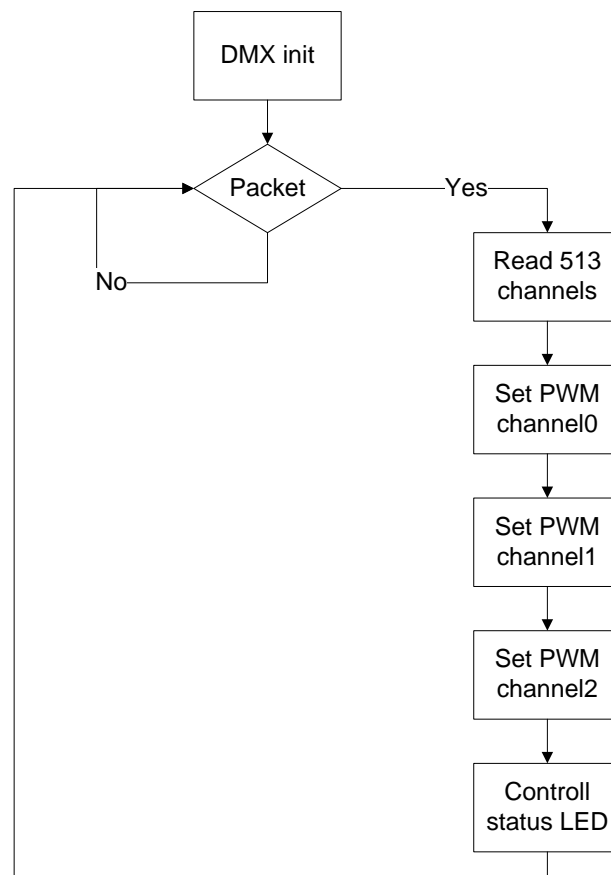 DMX init
Packet
Yes
No
Read 513
channels
Set PWM
channel0
Set PWM
channel1
Set PWM
channel2
Controll
status LED